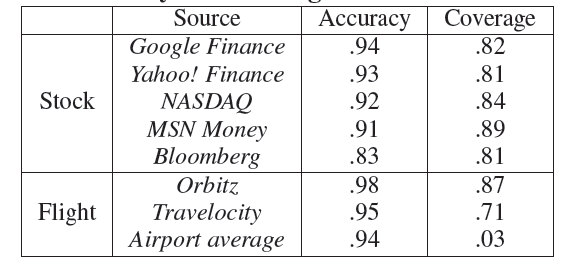 Source Accuracy Coverage
Google Finance .94 .82
Yahoo! Finance .93 .81
Stock NASDAQ .92 .84
MSN Money .91 .89
Bloomberg .83 .81
Orbitz .98 .87
Flight Travelocity .95 .71
Airport average .94 .03